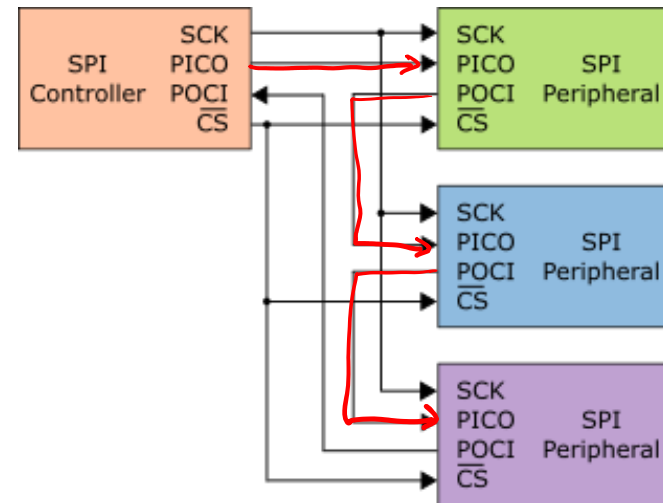 SPI
Controller
SCK
PICO
POCI
CS
SCK
PICO
POCI
CS
SPI
Peripheral
SCK
PICO
POCI
CS
SPI
Peripheral
SCK
PICO
POCI
CS
SPI
Peripheral